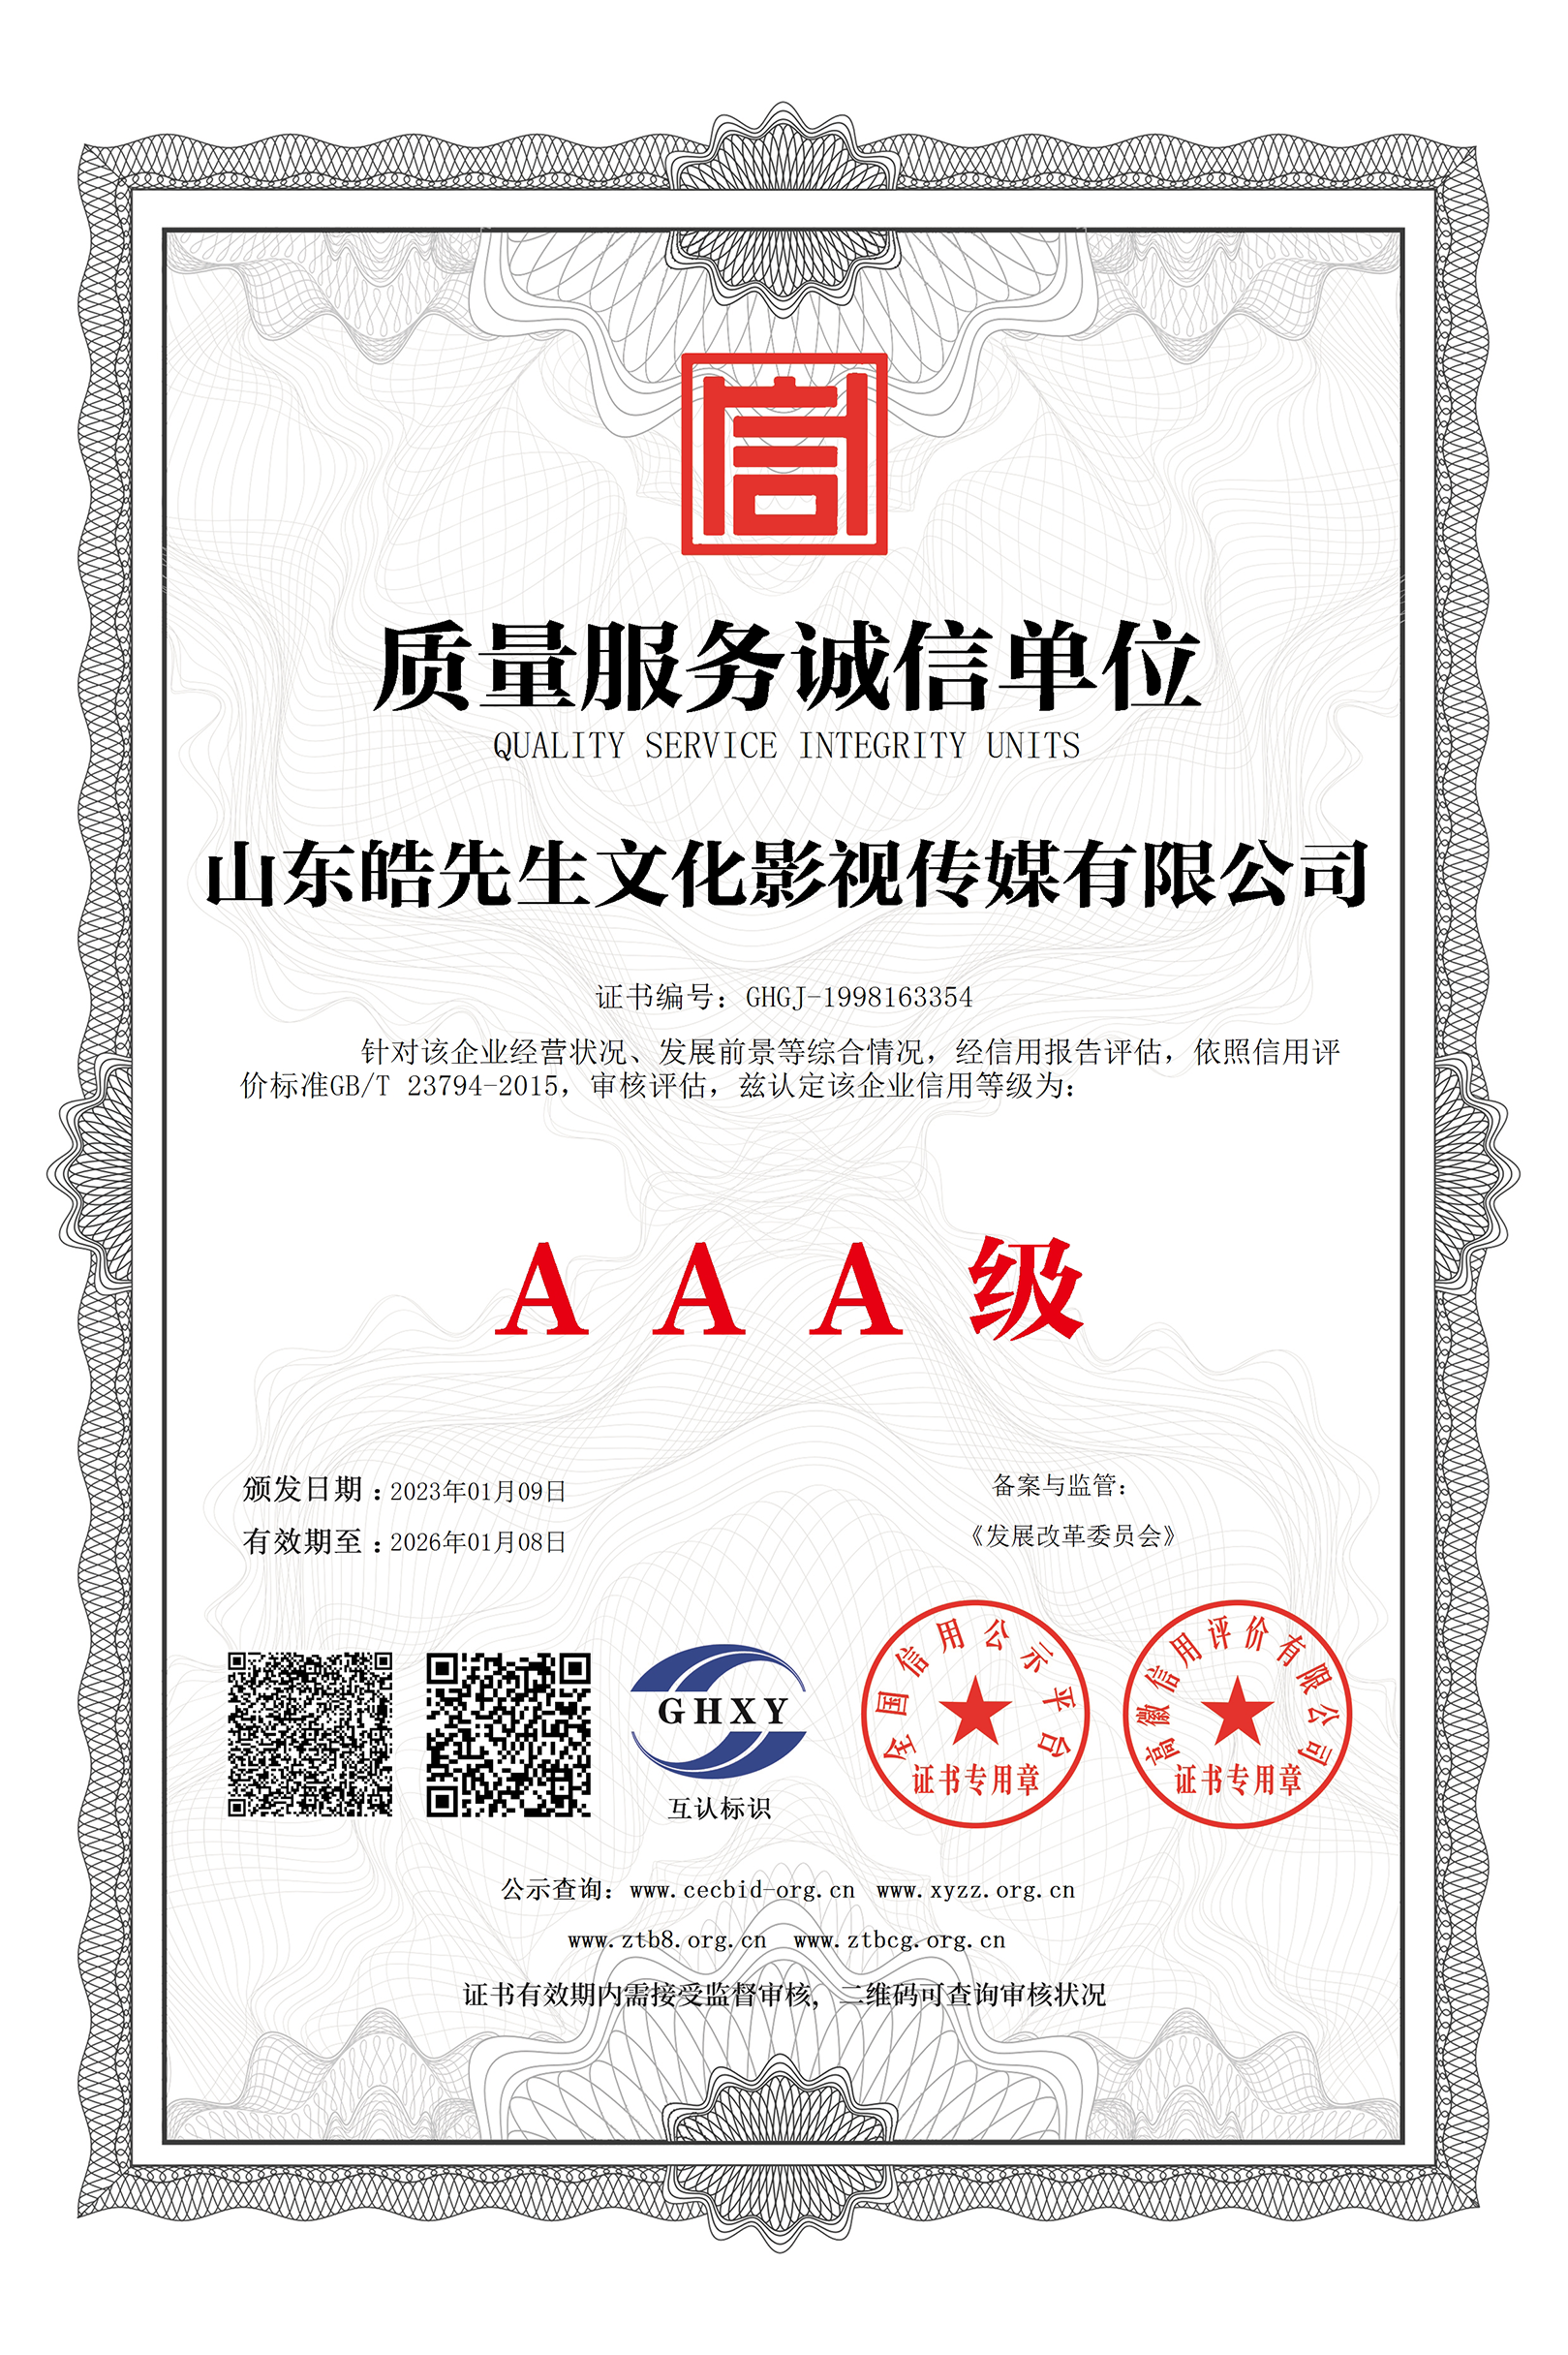 信
质量服务诚信单位
QUALITY SERVICE INTEGRITY UNITS
山东皓先生文化影视传媒有限公司
证书编号：GHGJ-1998163354
针对该企业经营状况、发展前景等综合情况，经信用报告评估，依照信用评
价标准GB/T 23794-2015，审核评估，兹认定该企业信用等级为：
AAA级
颁发日期：2023年01月09日
有效期至：2026年01月08日
备案与监管：
《发展改革委员会》
GHXY
互认标识
全国信用公示平台
证书专用章
高徽信用评价有限公司
证书专用章
公示查询：www.cecbid-org.cn www.xyzz.org.cn
www.ztb8.org.cn www.ztbcg.org.cn
证书有效期内需接受监督审核，二维码可查询审核状况